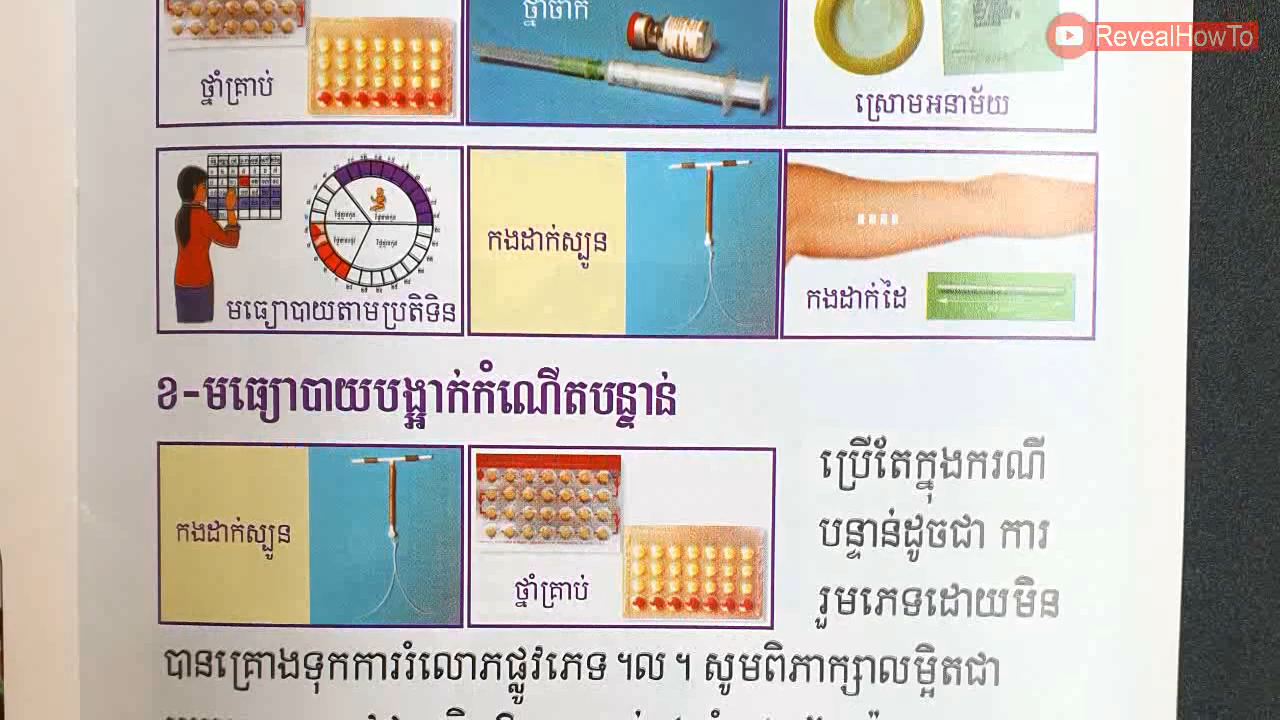 ថ្នាំចាក់
RevealHowTo
ថ្នាំគ្រាប់
ស្រោមអនាម័យ
កងដាក់ស្បូន
មធ្យោបាយតាមប្រតិទិន
កងដាក់ដៃ
ខ-មធ្យោបាយបង្អាក់កំណើតបន្ទាន់
ប្រើតែក្នុងករណី
បន្ទាន់ដូចជា ការ
កងដាក់ស្បូន
ថ្នាំគ្រាប់
រួមភេទដោយមិន
បានគ្រោងទុកការរំលោភផ្លូវភេទ ។ល។ សូមពិភាក្សាលម្អិតជា